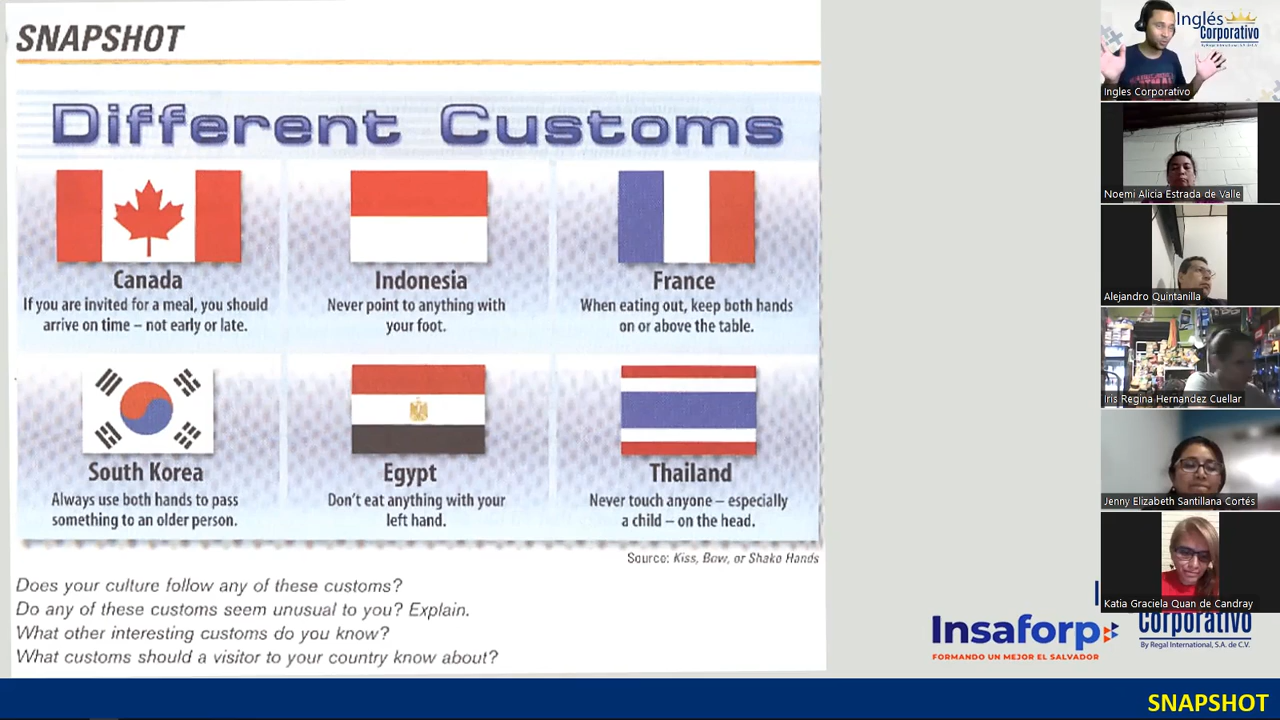 SNAPSHOT
Different Customs
Canada
If you are invited for a meal, you should
arrive on time – not early or late.
Indonesia
Never point to anything with
your foot.
France
When eating out, keep both hands
on or above the table.
South Korea
Always use both hands to pass
something to an older person.
Egypt
Don't eat anything with your
left hand.
Thailand
Never touch anyone – especially
a child – on the head.
Source: Kiss, Bow, or Shake Hands
Does your culture follow any of these customs?
Do any of these customs seem unusual to you? Explain.
What other interesting customs do you know?
What customs should a visitor to your country know about?
Inglés
Corporativo
By Regal International, S.A. de C.V.
Ingles Corporativo
Noemi Alicia Estrada de Valle
Alejandro Quintanilla
Iris Regina Hernandez Cuellar
Jenny Elizabeth Santillana Cortés
Katia Graciela Quan de Candray
Insaforp
FORMANDO UN MEJOR EL SALVADOR
Corporativo
By Regal International, S.A. de C.V.
SNAPSHOT